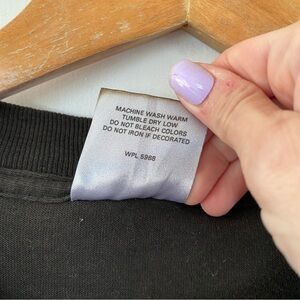 MACHINE WASH WARM
TUMBLE DRY LOW
DO NOT BLEACH COLORS
DO NOT IRON IF DECORATED
WPL 5988